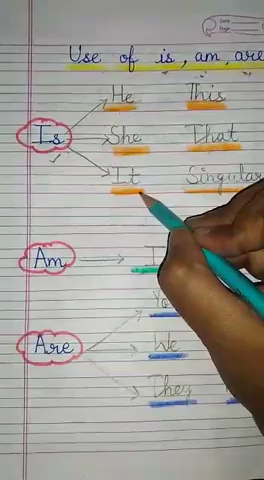 Use of is, am, are
He This
Is She That
It Singular
Am I
You
Are We
They